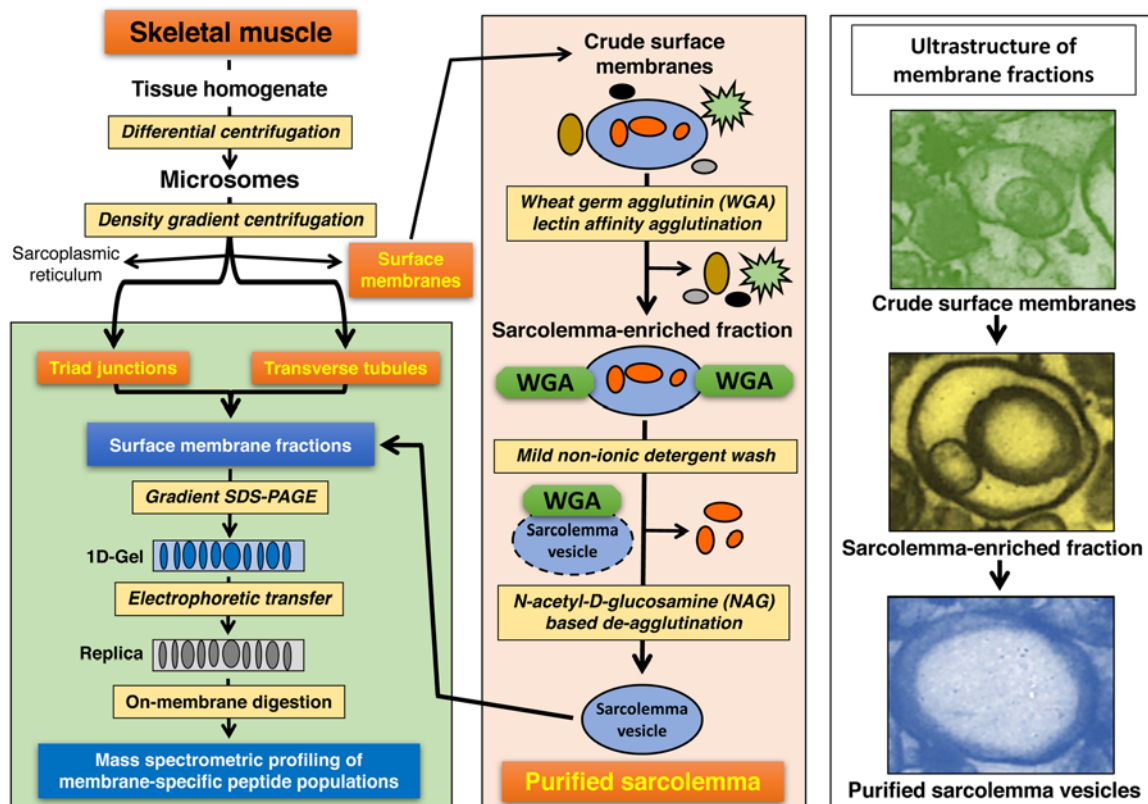 Skeletal muscle
Tissue homogenate
Differential centrifugation
Microsomes
Density gradient centrifugation
Sarcoplasmic
reticulum
Surface
membranes
Triad junctions
Transverse tubules
Surface membrane fractions
Gradient SDS-PAGE
1D-Gel
Electrophoretic transfer
Replica
On-membrane digestion
Mass spectrometric profiling of
membrane-specific peptide populations
Crude surface
membranes
Wheat germ agglutinin (WGA)
lectin affinity agglutination
Sarcolemma-enriched fraction
WGA
WGA
Mild non-ionic detergent wash
WGA
Sarcolemma
vesicle
N-acetyl-D-glucosamine (NAG)
based de-agglutination
Sarcolemma
vesicle
Purified sarcolemma
Ultrastructure of
membrane fractions
Crude surface membranes
Sarcolemma-enriched fraction
Purified sarcolemma vesicles